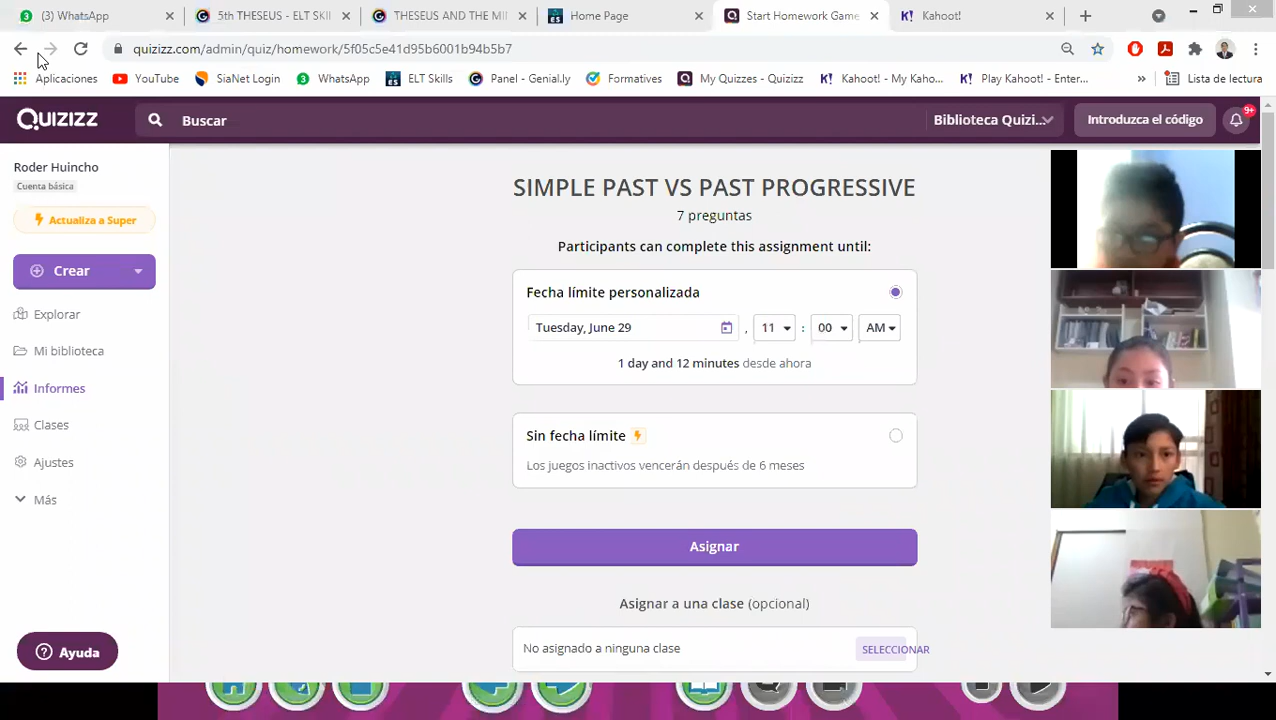 (3) WhatsApp
5th THESEUS - ELT SKIL
THESEUS AND THE MI
Home Page
Start Homework Game
Kahoot!
quizizz.com/admin/quiz/homework/5f05c5e41d95b6001b94b5b7
Aplicaciones
YouTube
SiaNet Login
WhatsApp
ELT Skills
Panel - Genial.ly
Formatives
My Quizzes - Quizizz
Kahoot! - My Kaho...
Play Kahoot! - Enter...
»
Lista de lectura
QUIZIZZ
Buscar
Biblioteca Quizi...
Introduzca el código
9+
Roder Huincho
Cuenta básica
Actualiza a Super
Crear
Explorar
Mi biblioteca
Informes
Clases
Ajustes
Más
Ayuda
SIMPLE PAST VS PAST PROGRESSIVE
7 preguntas
Participants can complete this assignment until:
Fecha límite personalizada
Tuesday, June 29 , 11 : 00 AM
1 day and 12 minutes desde ahora
Sin fecha límite
Los juegos inactivos vencerán después de 6 meses
Asignar
Asignar a una clase (opcional)
No asignado a ninguna clase
SELECCIONAR